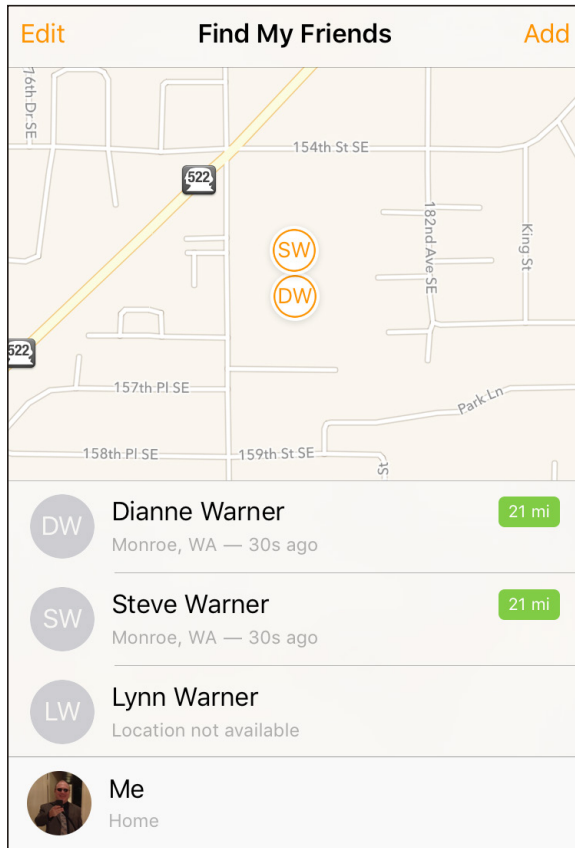 Edit Find My Friends Add
76th Dr SE
154th St SE
522
182nd Ave SE
King St
SW
DW
522
157th Pl SE
Park Ln
158th Pl SE
159th St SE
St
DW
Dianne Warner
21 mi
Monroe, WA — 30s ago
SW
Steve Warner
21 mi
Monroe, WA — 30s ago
LW
Lynn Warner
Location not available
Me
Home